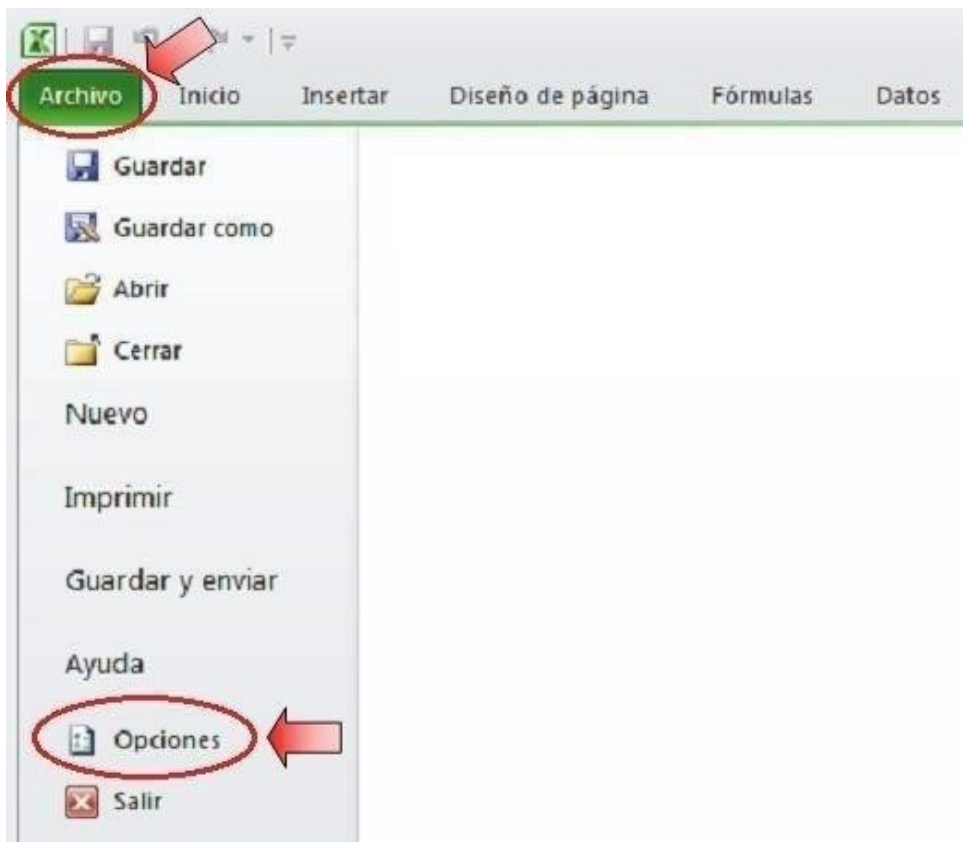 Archivo Inicio Insertar Diseño de página Fórmulas Datos
Guardar
Guardar como
Abrir
Cerrar
Nuevo
Imprimir
Guardar y enviar
Ayuda
Opciones
Salir